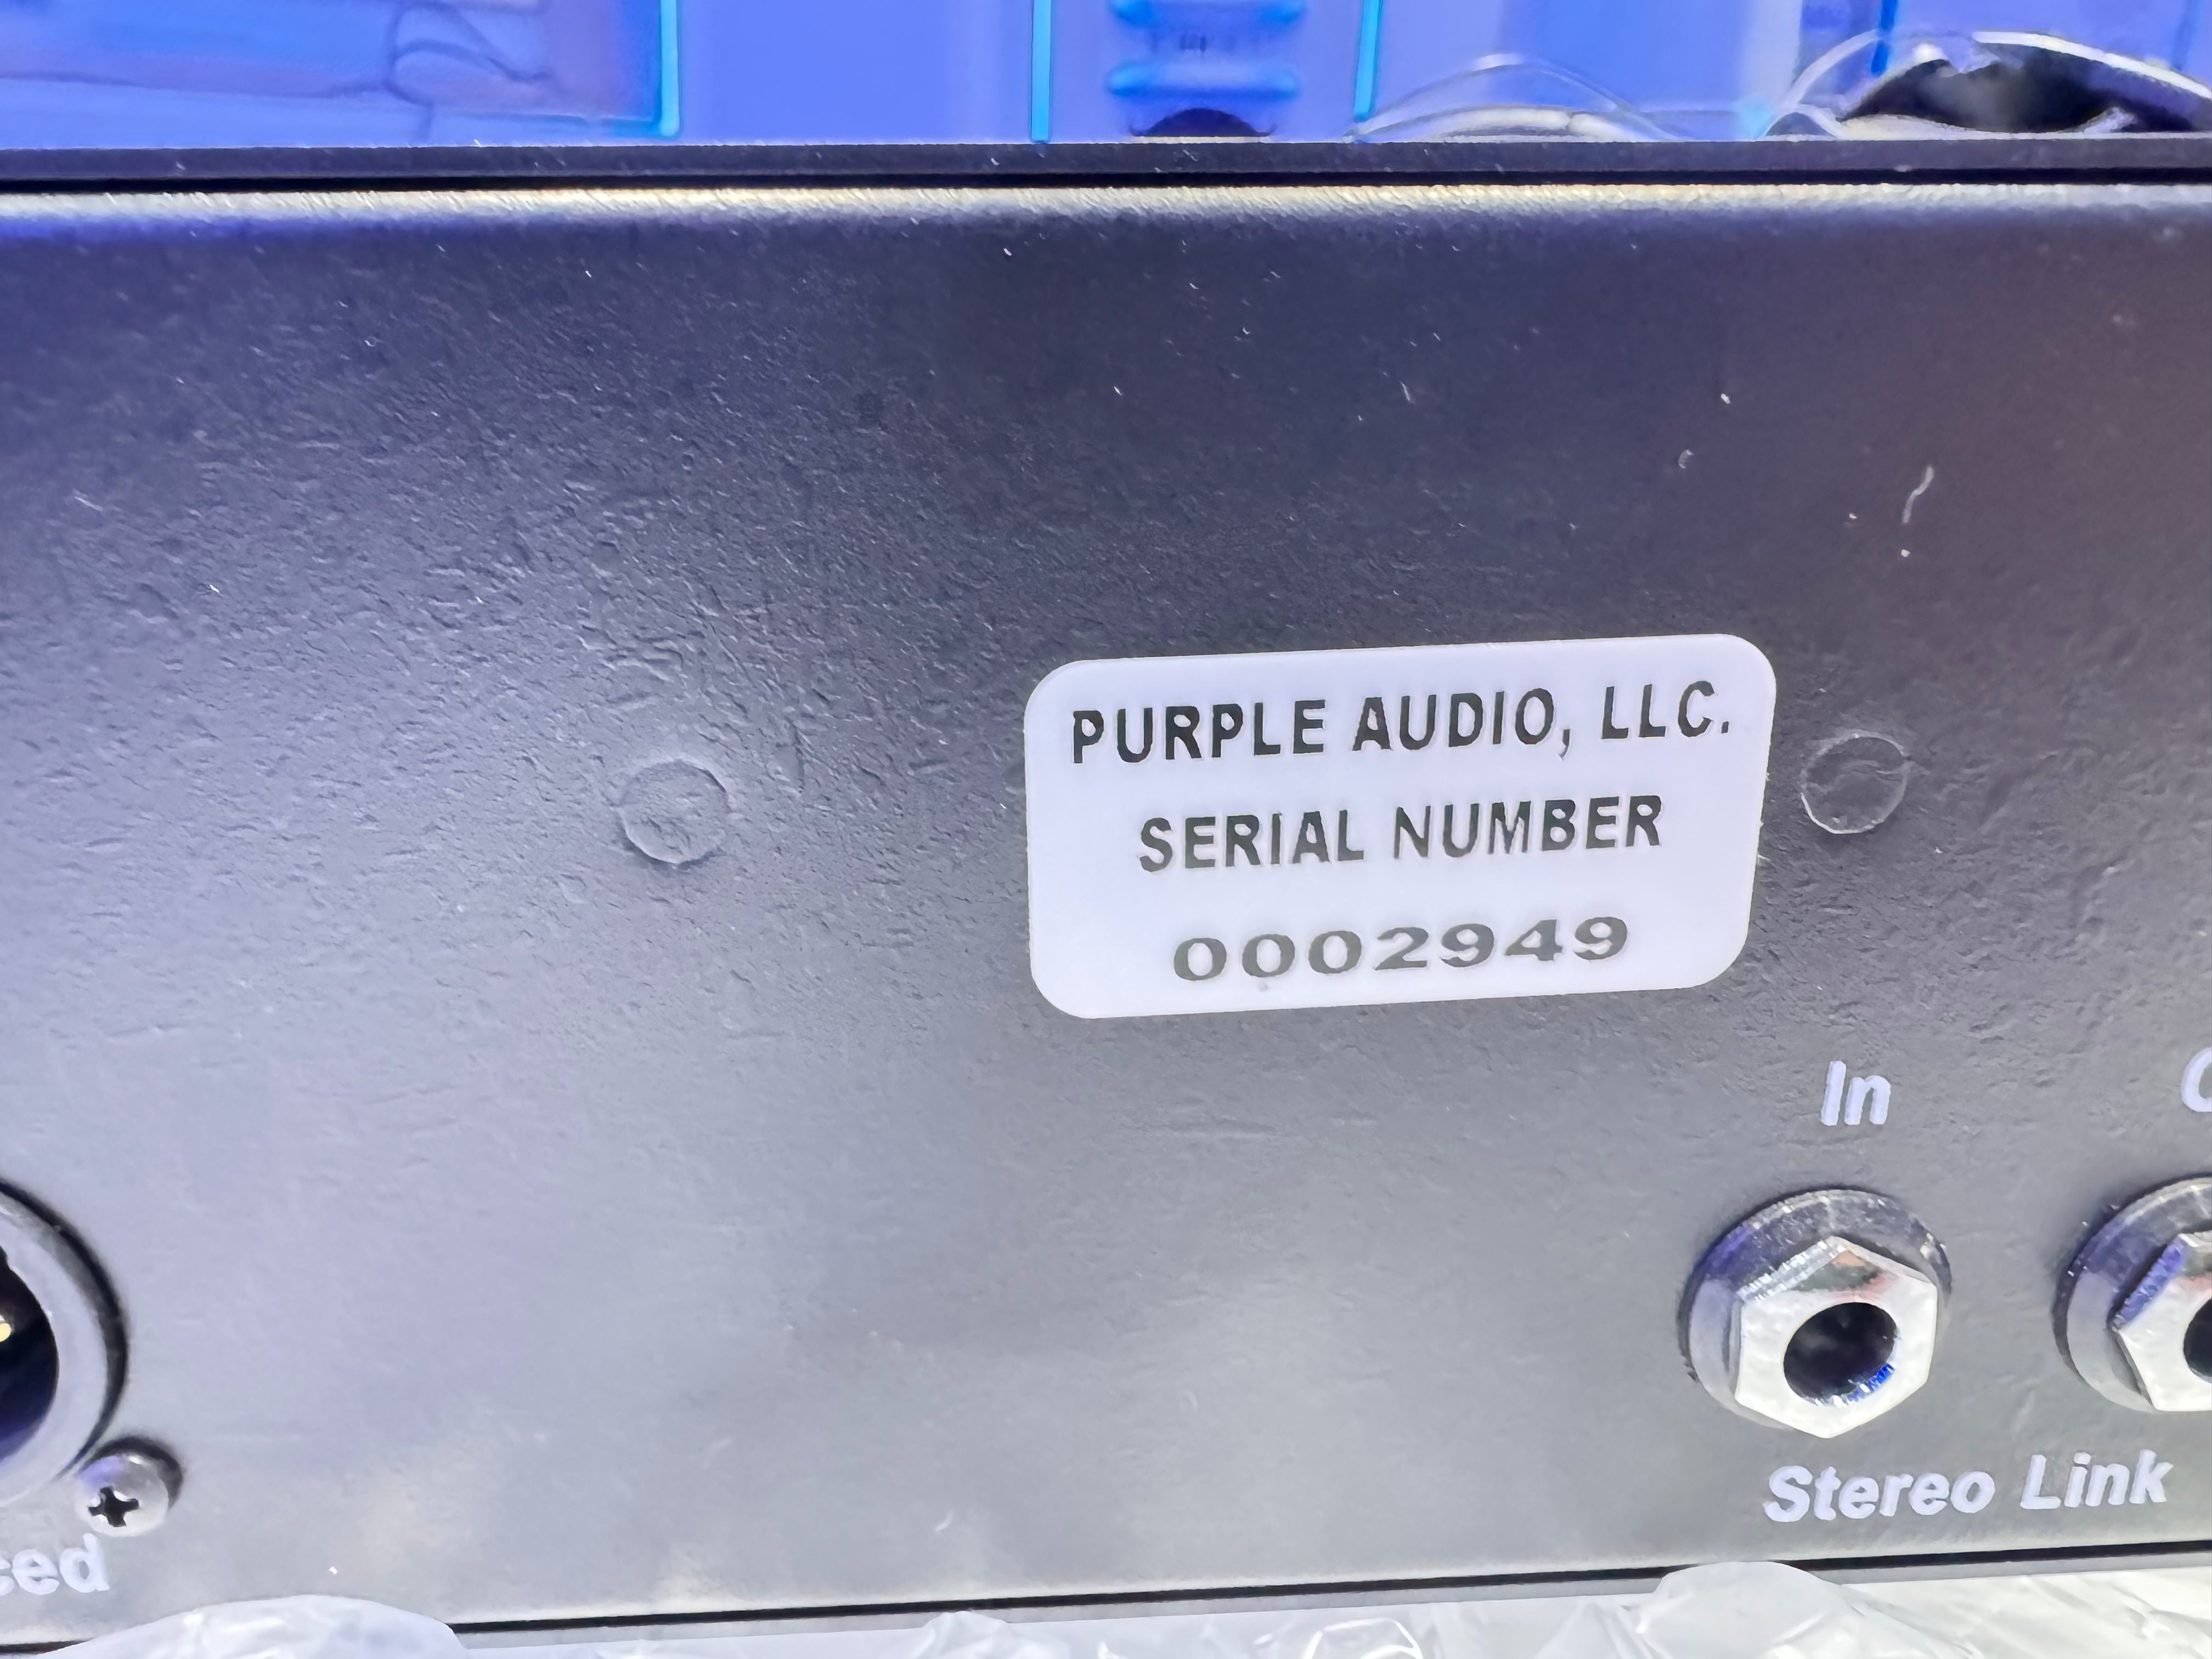 PURPLE AUDIO, LLC.
SERIAL NUMBER
0002949
In
Stereo Link